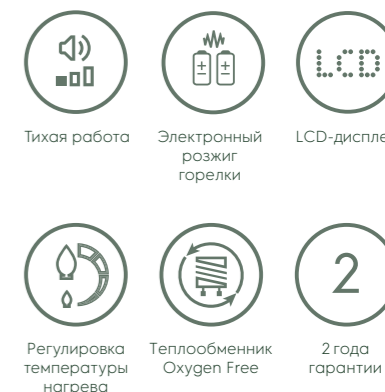 LCD
Тихая работа
Электронный
розжиг
горелки
LCD-диспле
2
Регулировка
температуры
нагрева
Теплообменник
Oxygen Free
2 года
гарантии